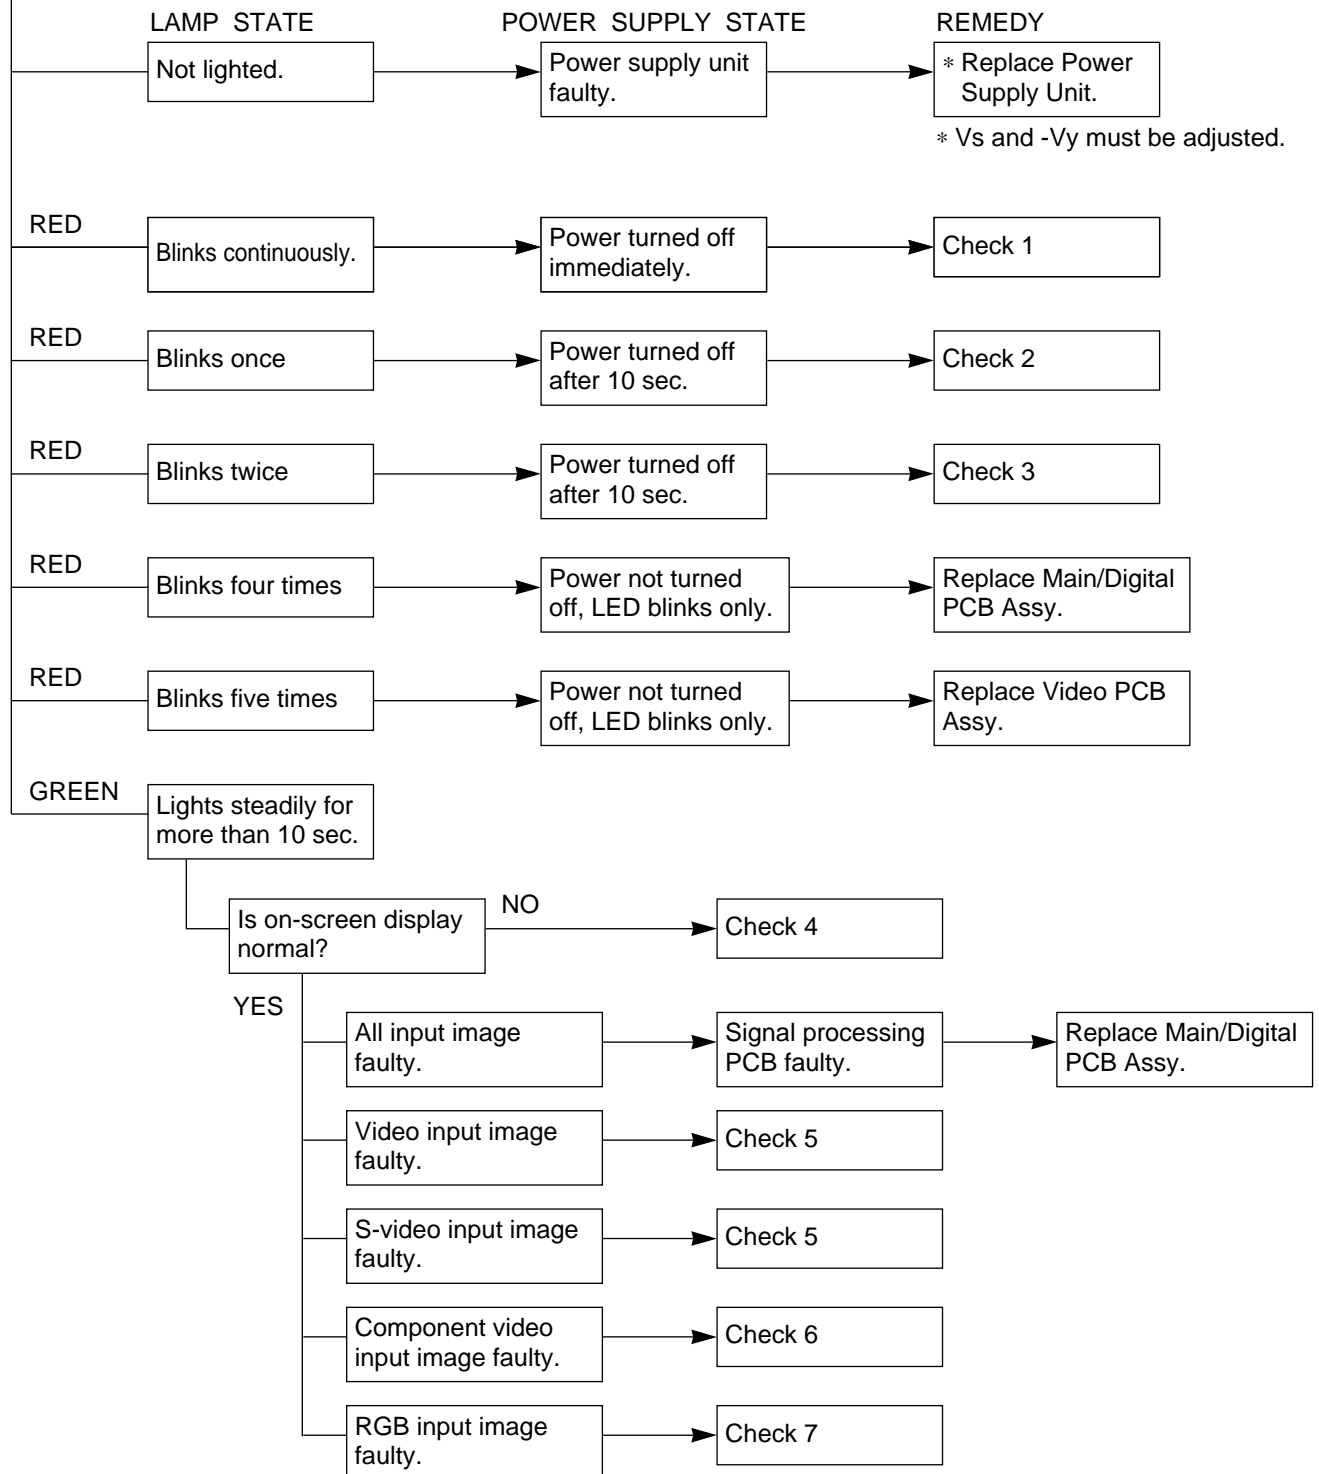 LAMP STATE
POWER SUPPLY STATE
REMEDY
Not lighted.
Power supply unit
faulty.
* Replace Power
Supply Unit.
* Vs and -Vy must be adjusted.
RED
Blinks continuously.
Power turned off
immediately.
Check 1
RED
Blinks once
Power turned off
after 10 sec.
Check 2
RED
Blinks twice
Power turned off
after 10 sec.
Check 3
RED
Blinks four times
Power not turned
off, LED blinks only.
Replace Main/Digital
PCB Assy.
RED
Blinks five times
Power not turned
off, LED blinks only.
Replace Video PCB
Assy.
GREEN
Lights steadily for
more than 10 sec.
Is on-screen display
normal?
NO
Check 4
YES
All input image
faulty.
Signal processing
PCB faulty.
Replace Main/Digital
PCB Assy.
Video input image
faulty.
Check 5
S-video input image
faulty.
Check 5
Component video
input image faulty.
Check 6
RGB input image
faulty.
Check 7